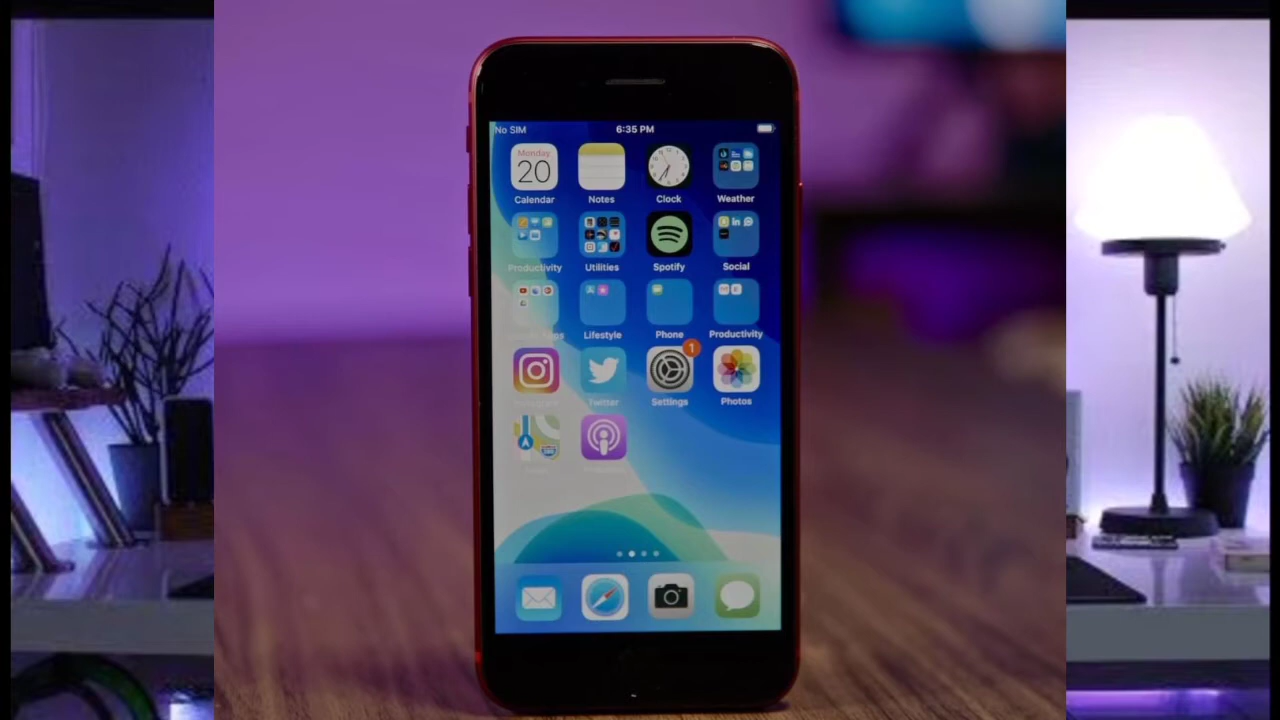 No SIM 6:35 PM
Monday
20
Calendar Notes Clock Weather
Productivity Utilities Spotify Social
Lifestyle Phone Productivity
1
Twitter Settings Photos